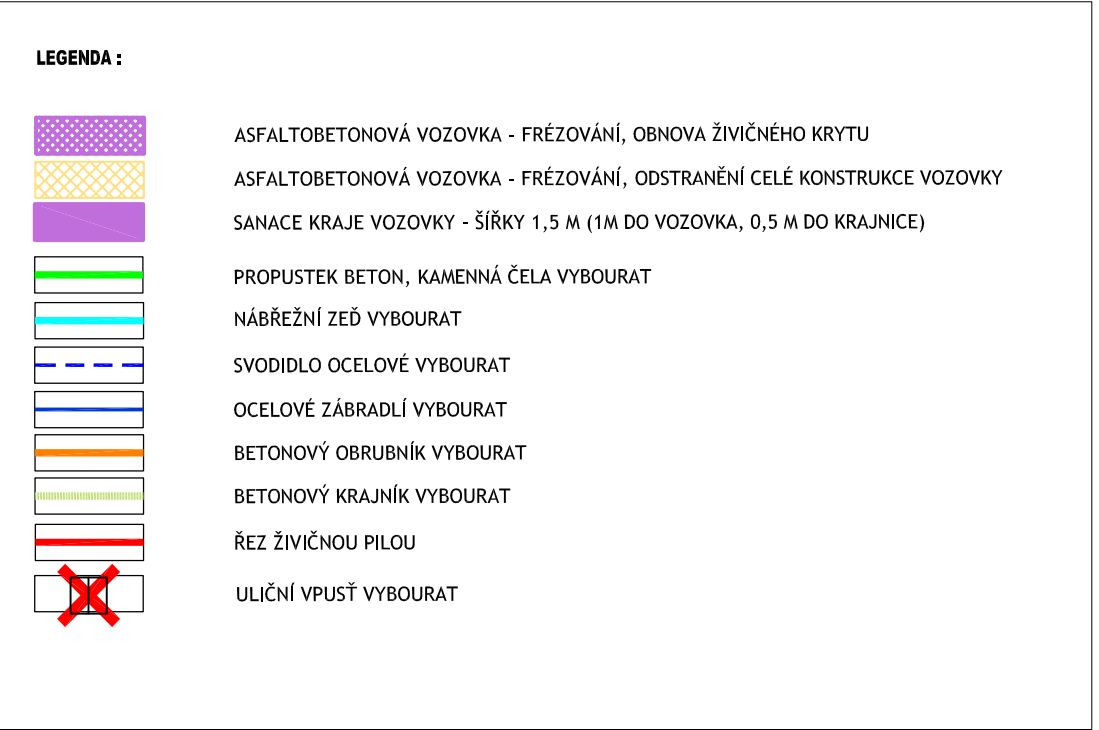 LEGENDA :
ASFALTOBETONOVÁ VOZOVKA - FRÉZOVÁNÍ, OBNOVA ŽIVIČNÉHO KRYTU
ASFALTOBETONOVÁ VOZOVKA - FRÉZOVÁNÍ, ODSTRANĚNÍ CELÉ KONSTRUKCE VOZOVKY
SANACE KRAJE VOZOVKY - ŠÍŘKY 1,5 M (1M DO VOZOVKA, 0,5 M DO KRAJNICE)
PROPUSTEK BETON, KAMENNÁ ČELA VYBOURAT
NÁBŘEŽNÍ ZEĎ VYBOURAT
SVODIDLO OCELOVÉ VYBOURAT
OCELOVÉ ZÁBRADLÍ VYBOURAT
BETONOVÝ OBRUBNÍK VYBOURAT
BETONOVÝ KRAJNÍK VYBOURAT
ŘEZ ŽIVIČNOU PILOU
ULIČNÍ VPUSŤ VYBOURAT